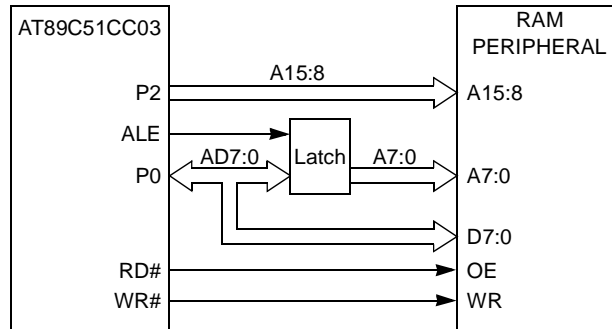 AT89C51CC03
RAM
PERIPHERAL
A15:8
P2
A15:8
ALE
Latch
P0
AD7:0
A7:0
A7:0
D7:0
RD#
OE
WR#
WR